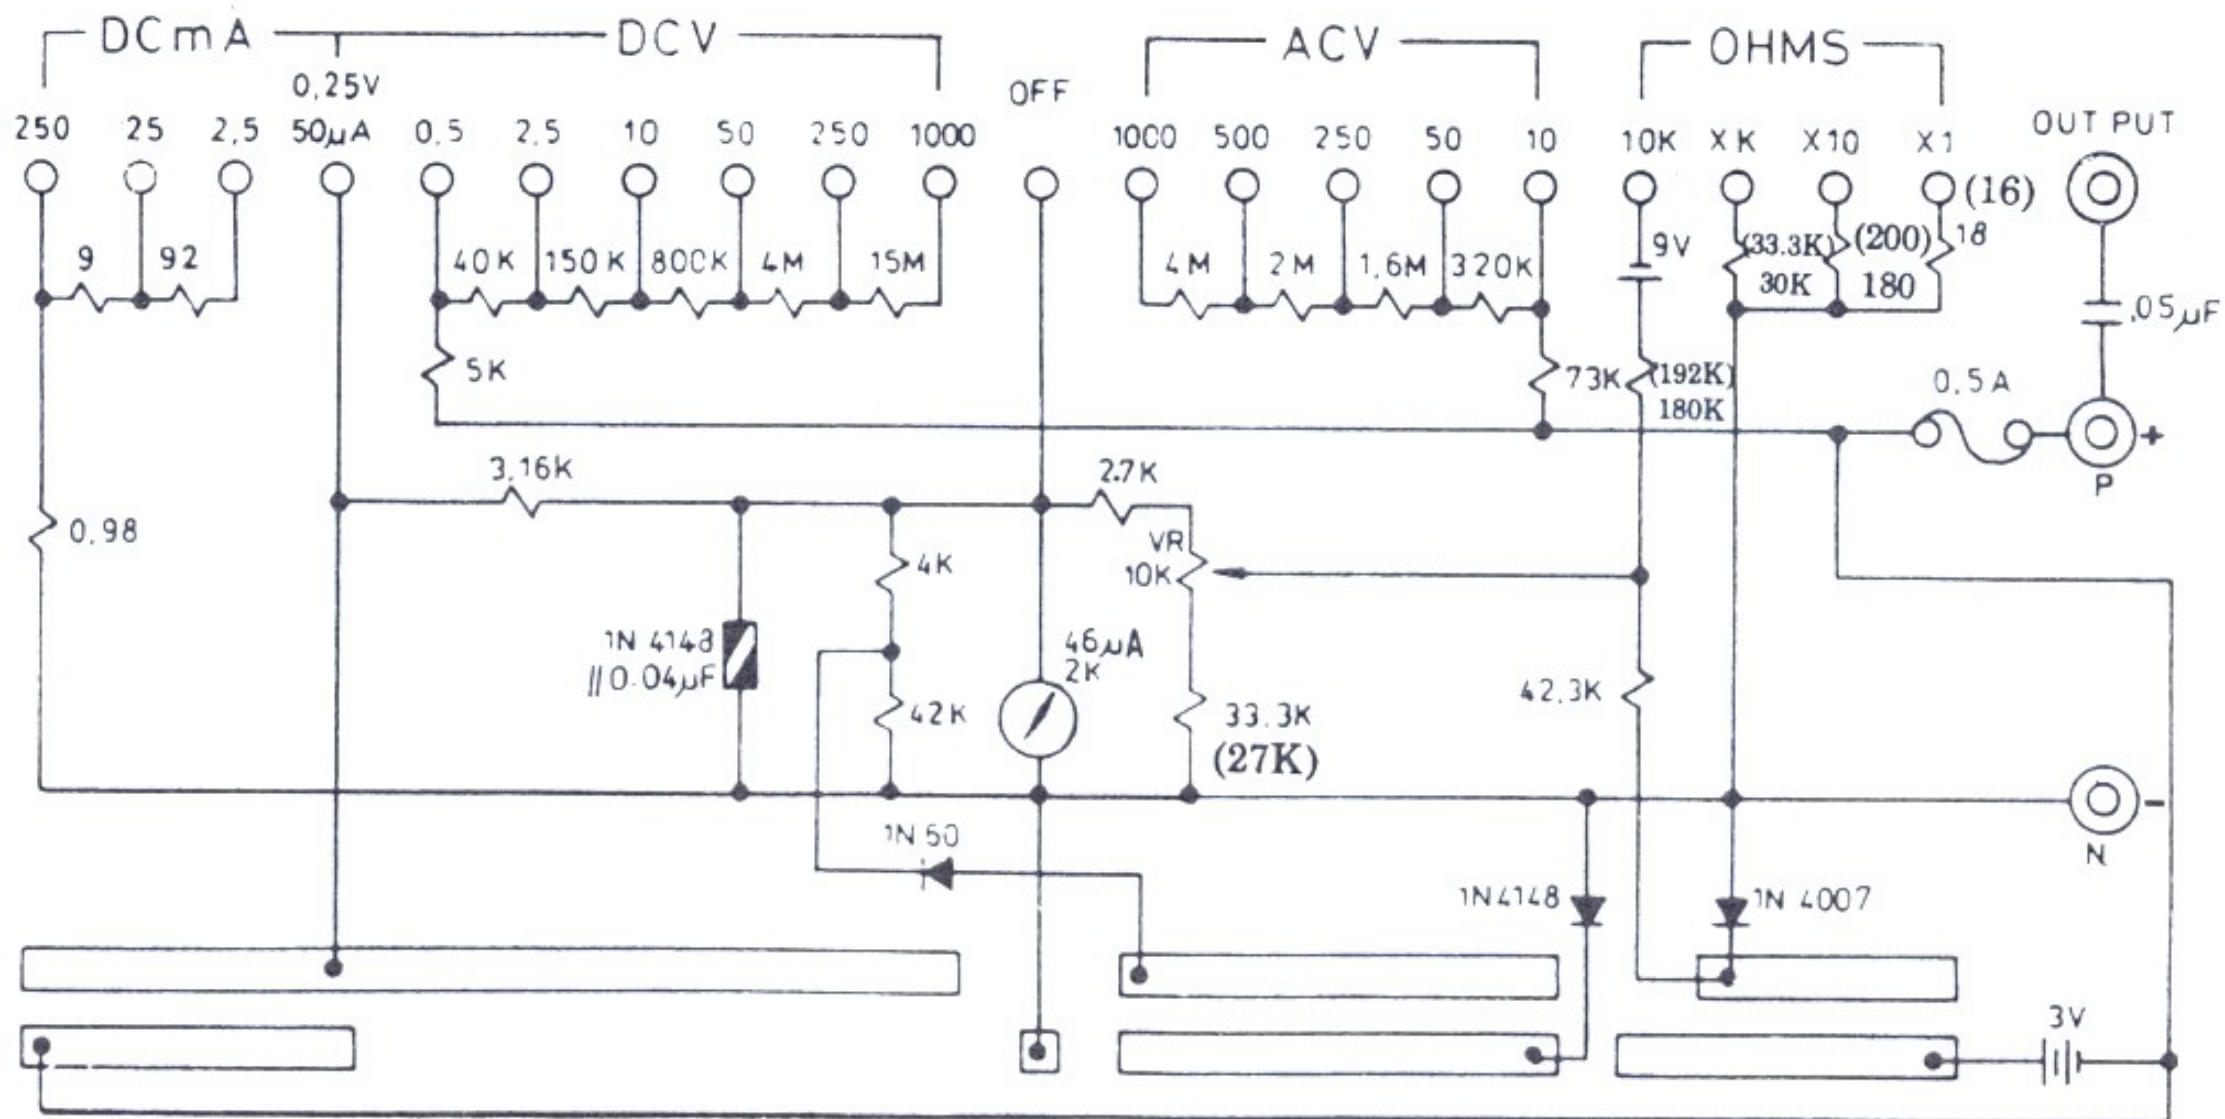 DCmA DCV ACV OHMS
0,25V OFF
250 25 2,5 50µA 0,5 2,5 10 50 250 1000 1000 500 250 50 10 10K XK X10 X1 OUT PUT
(16)
9 92 40K 150K 800K 4M 15M 4M 2M 1,6M 320K 9V (33.3K) (200) 18
30K 180 .05µF
5K 73K (192K) 0,5A
180K
+
3,16K 2.7K P
0,98 VR
4K 10K
1N 4148 46µA
//0.04µF 2K 42,3K
42K 33.3K
(27K)
-
1N 60 N
1N4148 1N 4007
3V